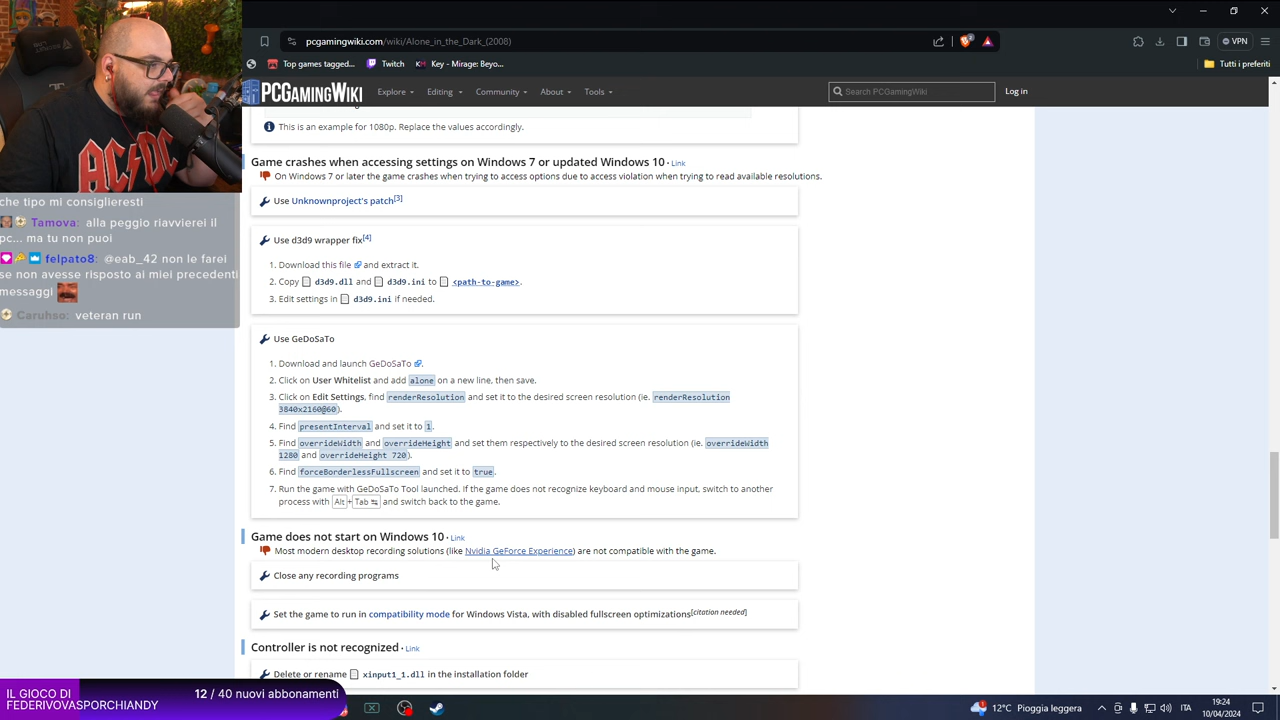 pcgamingwiki.com/wiki/Alone_in_the_Dark_(2008)
VPN
Top games tagged...
Twitch
Key - Mirage: Beyo...
Tutti i preferiti
PCGamingWiki
Explore
Editing
Community
About
Tools
Search PCGamingWiki
Log in
This is an example for 1080p. Replace the values accordingly.
Game crashes when accessing settings on Windows 7 or updated Windows 10 · Link
On Windows 7 or later the game crashes when trying to access options due to access violation when trying to read available resolutions.
Use Unknownproject's patch[3]
Use d3d9 wrapper fix[4]
1. Download this file and extract it.
2. Copy d3d9.dll and d3d9.ini to <path-to-game>.
3. Edit settings in d3d9.ini if needed.
Use GeDoSaTo
1. Download and launch GeDoSaTo.
2. Click on User Whitelist and add alone on a new line, then save.
3. Click on Edit Settings, find renderResolution and set it to the desired screen resolution (ie. renderResolution
3840x2160@60).
4. Find presentInterval and set it to 1.
5. Find overrideWidth and overrideHeight and set them respectively to the desired screen resolution (ie. overrideWidth
1280 and overrideHeight 720).
6. Find forceBorderlessFullscreen and set it to true.
7. Run the game with GeDoSaTo Tool launched. If the game does not recognize keyboard and mouse input, switch to another
process with Alt + Tab and switch back to the game.
Game does not start on Windows 10 · Link
Most modern desktop recording solutions (like Nvidia GeForce Experience) are not compatible with the game.
Close any recording programs
Set the game to run in compatibility mode for Windows Vista, with disabled fullscreen optimizations[citation needed]
Controller is not recognized · Link
Delete or rename xinput1_1.dll in the installation folder
AC/DC
che tipo mi consiglieresti
Tamova: alla peggio riavvierei il
pc... ma tu non puoi
felpato8: @eab_42 non le farei
se non avesse risposto ai miei precedenti
messaggi
Caruhso: veteran run
IL GIOCO DI
FEDERIVOVASPORCHIANDY
12 / 40 nuovi abbonamenti
12°C Pioggia leggera
ITA
19:24
10/04/2024